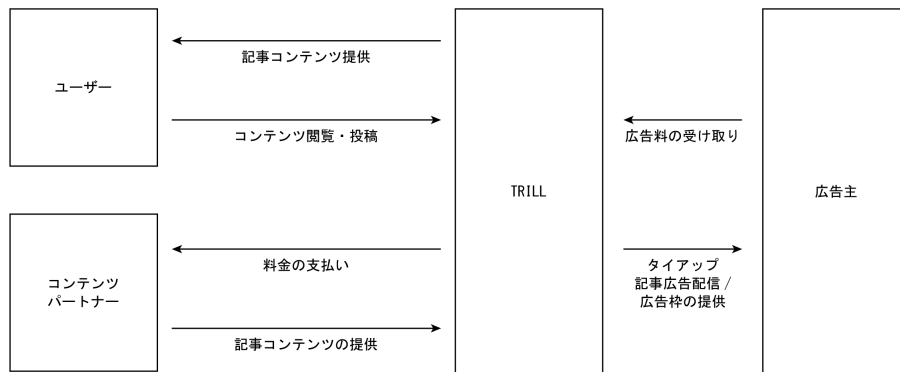 記事コンテンツ提供
ユーザー
コンテンツ閲覧・投稿
広告料の受け取り
TRILL
広告主
料金の支払い
コンテンツ
パートナー
タイアップ
記事広告配信 /
広告枠の提供
記事コンテンツの提供